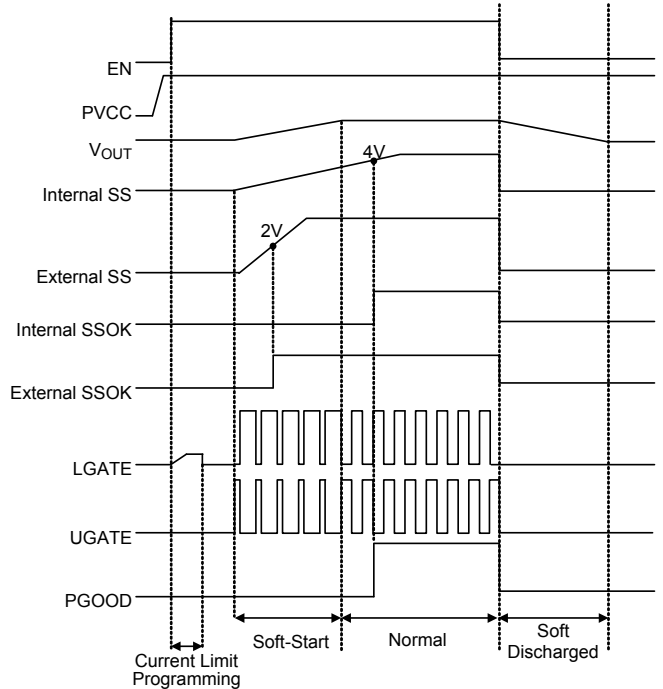 EN
PVCC
VOUT
4V
Internal SS
2V
External SS
Internal SSOK
External SSOK
LGATE
UGATE
PGOOD
Soft-Start
Normal
Soft
Discharged
Current Limit
Programming